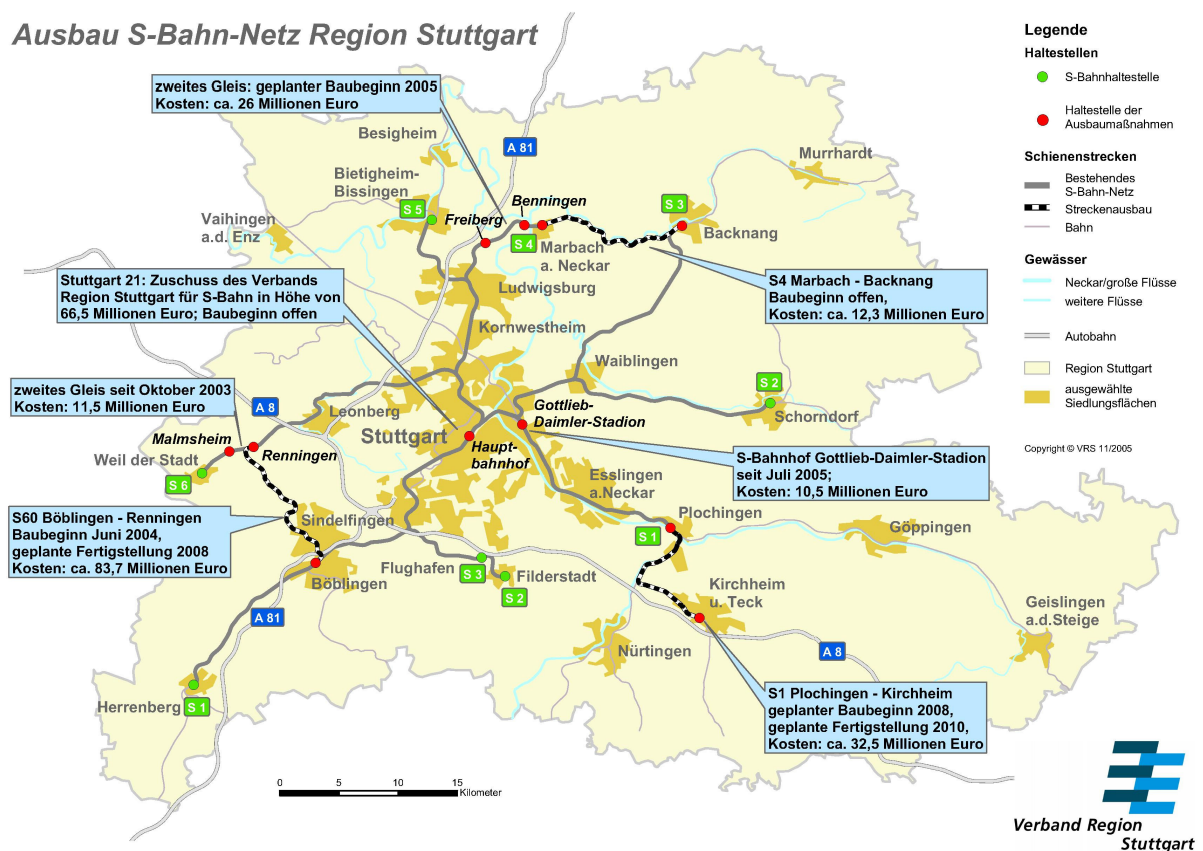 Ausbau S-Bahn-Netz Region Stuttgart
zweites Gleis: geplanter Baubeginn 2005
Kosten: ca. 26 Millionen Euro
Besigheim
A 81
Murrhardt
Bietigheim-
Bissingen
S 5
Freiberg
Benningen
S 4
Marbach
a. Neckar
S 3
Backnang
Vaihingen
a.d. Enz
Stuttgart 21: Zuschuss des Verbands
Region Stuttgart für S-Bahn in Höhe von
66,5 Millionen Euro; Baubeginn offen
Ludwigsburg
S4 Marbach - Backnang
Baubeginn offen,
Kosten: ca. 12,3 Millionen Euro
Kornwestheim
Waiblingen
zweites Gleis seit Oktober 2003
Kosten: 11,5 Millionen Euro
A 8
Leonberg
S 2
Schorndorf
Gottlieb-
Daimler-Stadion
Stuttgart
Haupt-
bahnhof
Malmsheim
Renningen
Weil der Stadt
S 6
S-Bahnhof Gottlieb-Daimler-Stadion
seit Juli 2005;
Kosten: 10,5 Millionen Euro
Esslingen
a.Neckar
Plochingen
S 1
Göppingen
S60 Böblingen - Renningen
Baubeginn Juni 2004,
geplante Fertigstellung 2008
Kosten: ca. 83,7 Millionen Euro
Sindelfingen
Böblingen
Flughafen
S 3
Filderstadt
S 2
Kirchheim
u. Teck
Geislingen
a.d.Steige
A 81
Nürtingen
A 8
Herrenberg
S 1
S1 Plochingen - Kirchheim
geplanter Baubeginn 2008,
geplante Fertigstellung 2010,
Kosten: ca. 32,5 Millionen Euro
0 5 10 15
Kilometer
Legende
Haltestellen
S-Bahnhaltestelle
Haltestelle der
Ausbaumaßnahmen
Schienenstrecken
Bestehendes
S-Bahn-Netz
Streckenausbau
Bahn
Gewässer
Neckar/große Flüsse
weitere Flüsse
Autobahn
Region Stuttgart
ausgewählte
Siedlungsflächen
Copyright © VRS 11/2005
Verband Region
Stuttgart